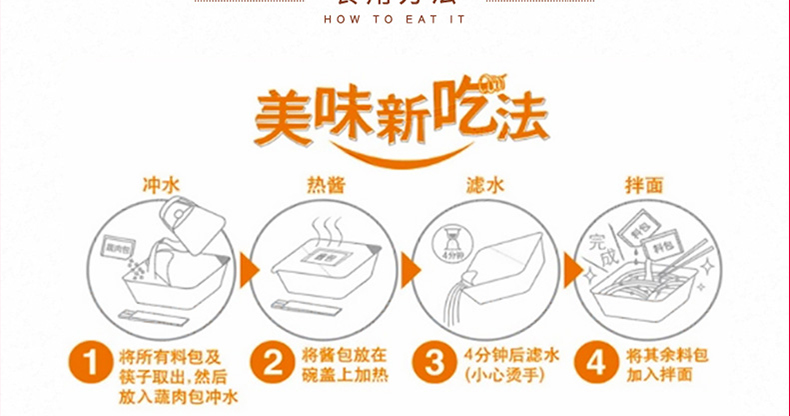 食用方法
HOW TO EAT IT
美味新吃法
冲水
热酱
滤水
拌面
蔬肉包
酱包
4分钟
完成
料包
料包
1
将所有料包及
筷子取出,然后
放入蔬肉包冲水
2
将酱包放在
碗盖上加热
3
4分钟后滤水
(小心烫手)
4
将其余料包
加入拌面